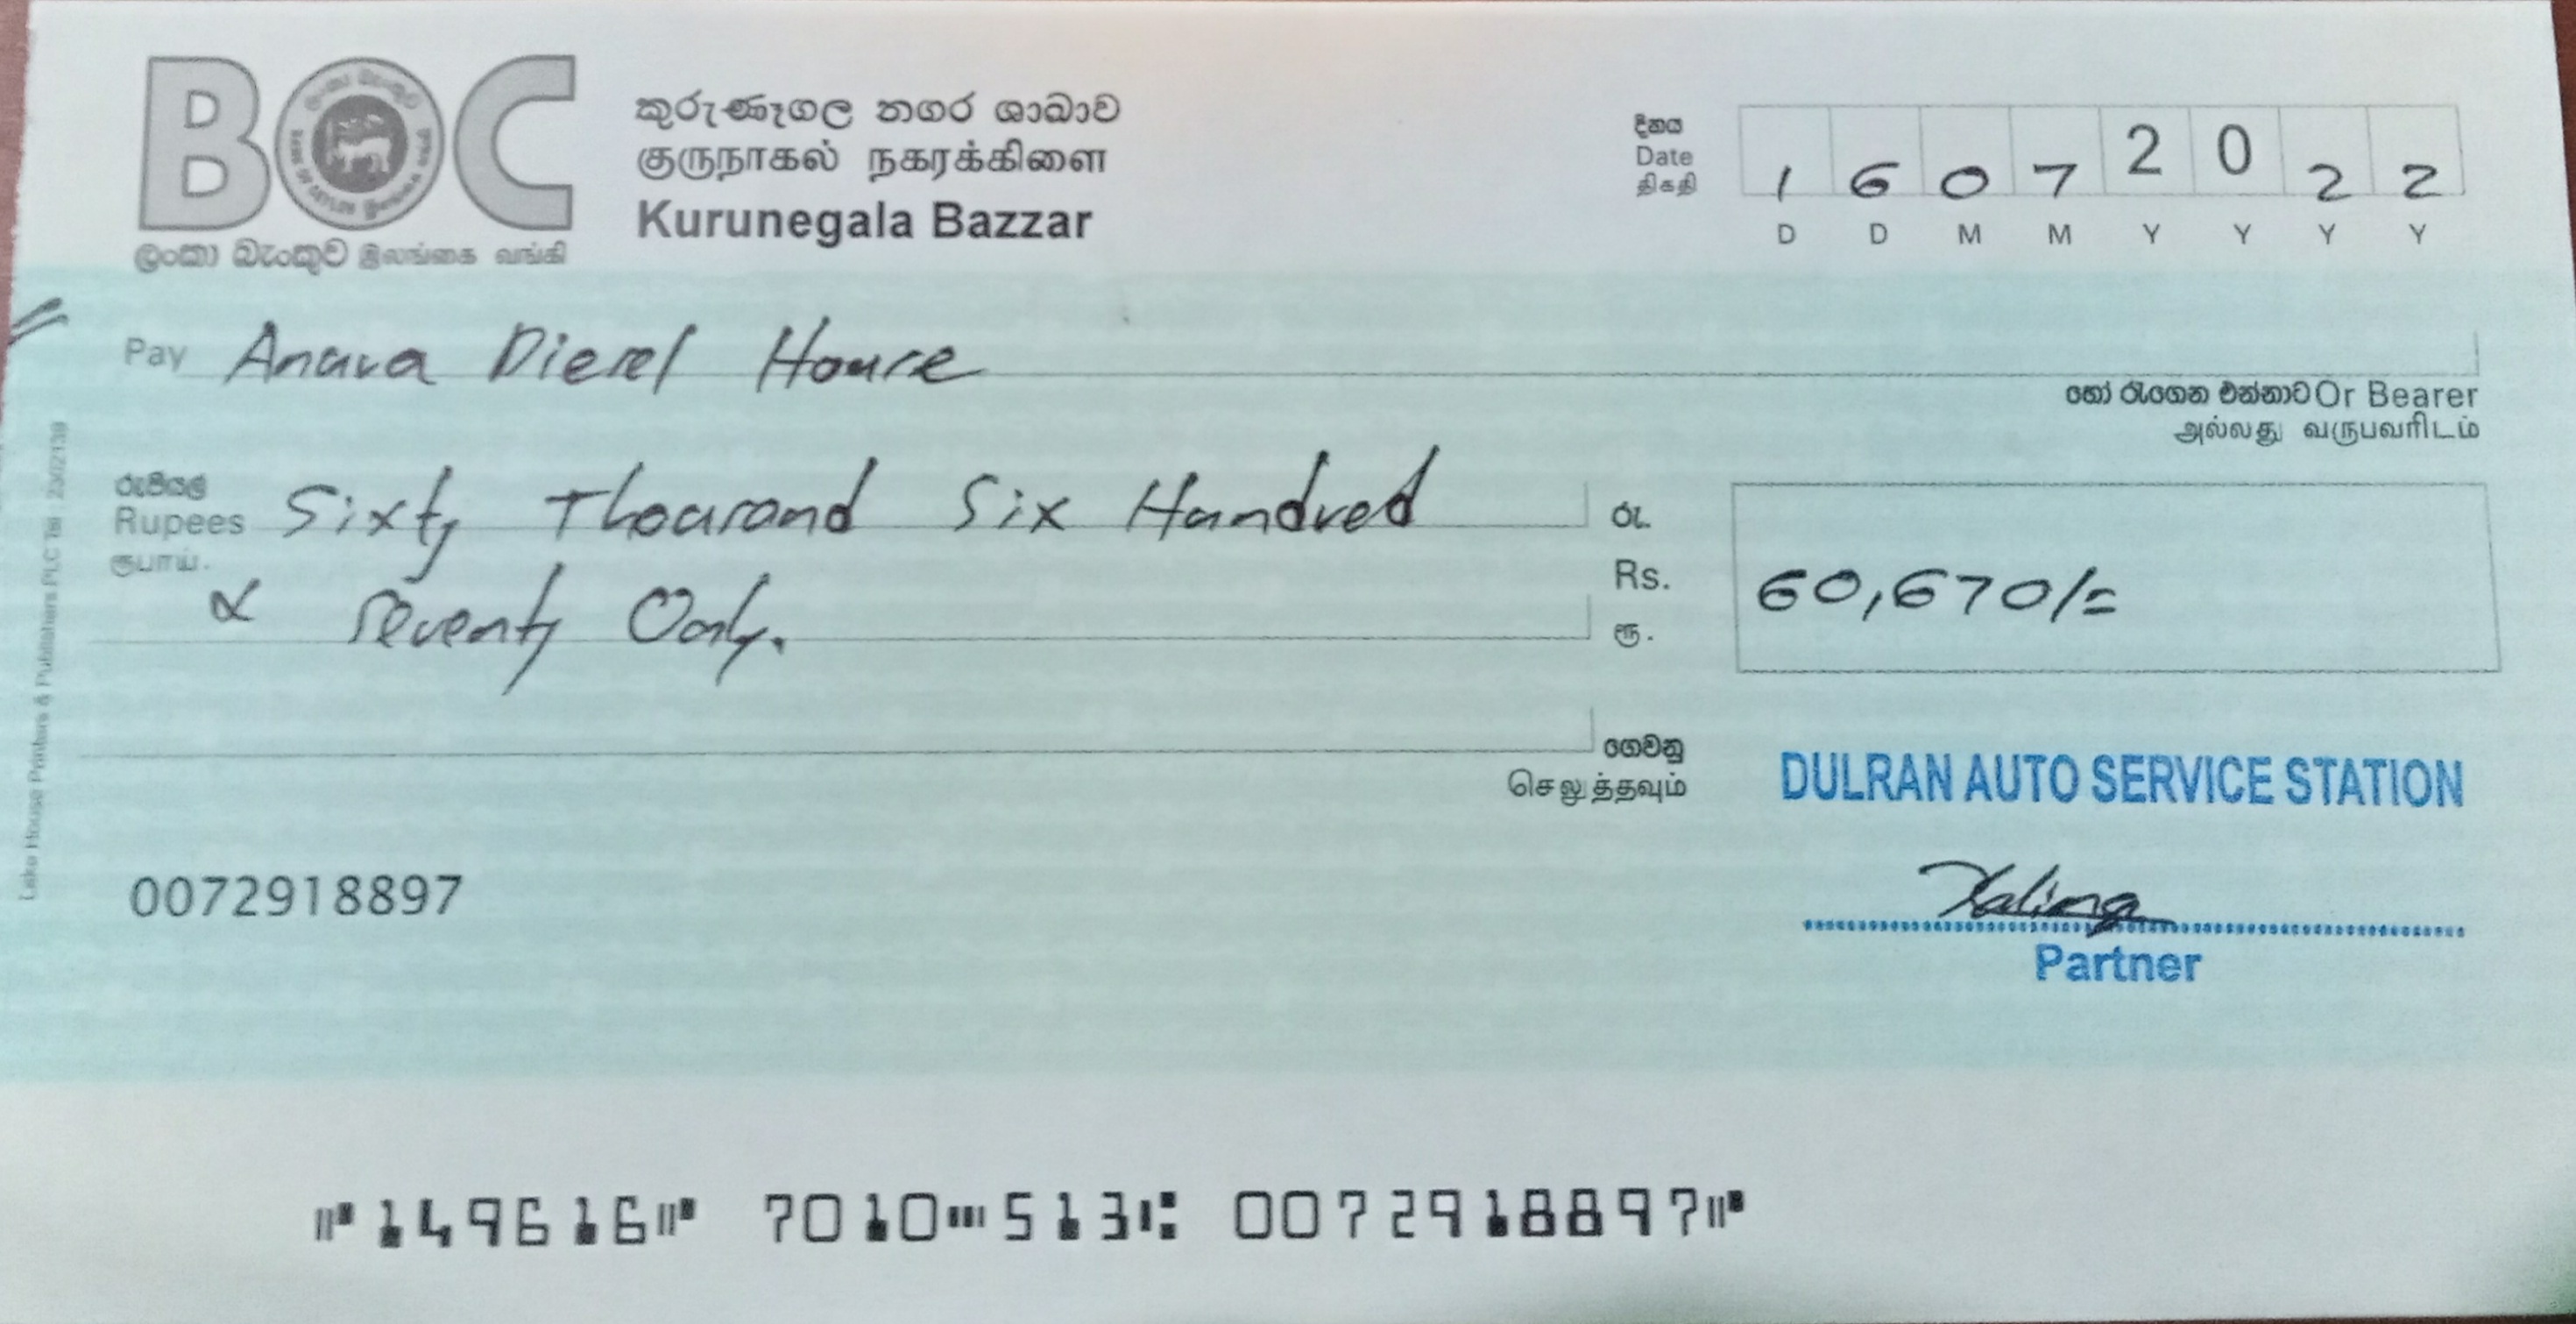 BOC
ලංකා බැංකුව இலங்கை வங்கி
කුරුණෑගල නගර ශාඛාව
குருநாகல் நகரக்கிளை
Kurunegala Bazzar
දිනය
Date
திகதி
1 6 0 7 2 0 2 2
D D M M Y Y Y Y
Pay Anura Diesel House
හෝ රැගෙන එන්නාට Or Bearer
அல்லது வருபவரிடம்
රුපියල්
Rupees Sixty Thousand Six Hundred
ரூபாய்
& Seventy Only.
රු.
Rs. 60,670/=
ரூ.
ගෙවනු
செலுத்தவும்
DULRAN AUTO SERVICE STATION
0072918897
Partner
⑈149616⑈ 7010⑉513⑆ 0072918897⑈